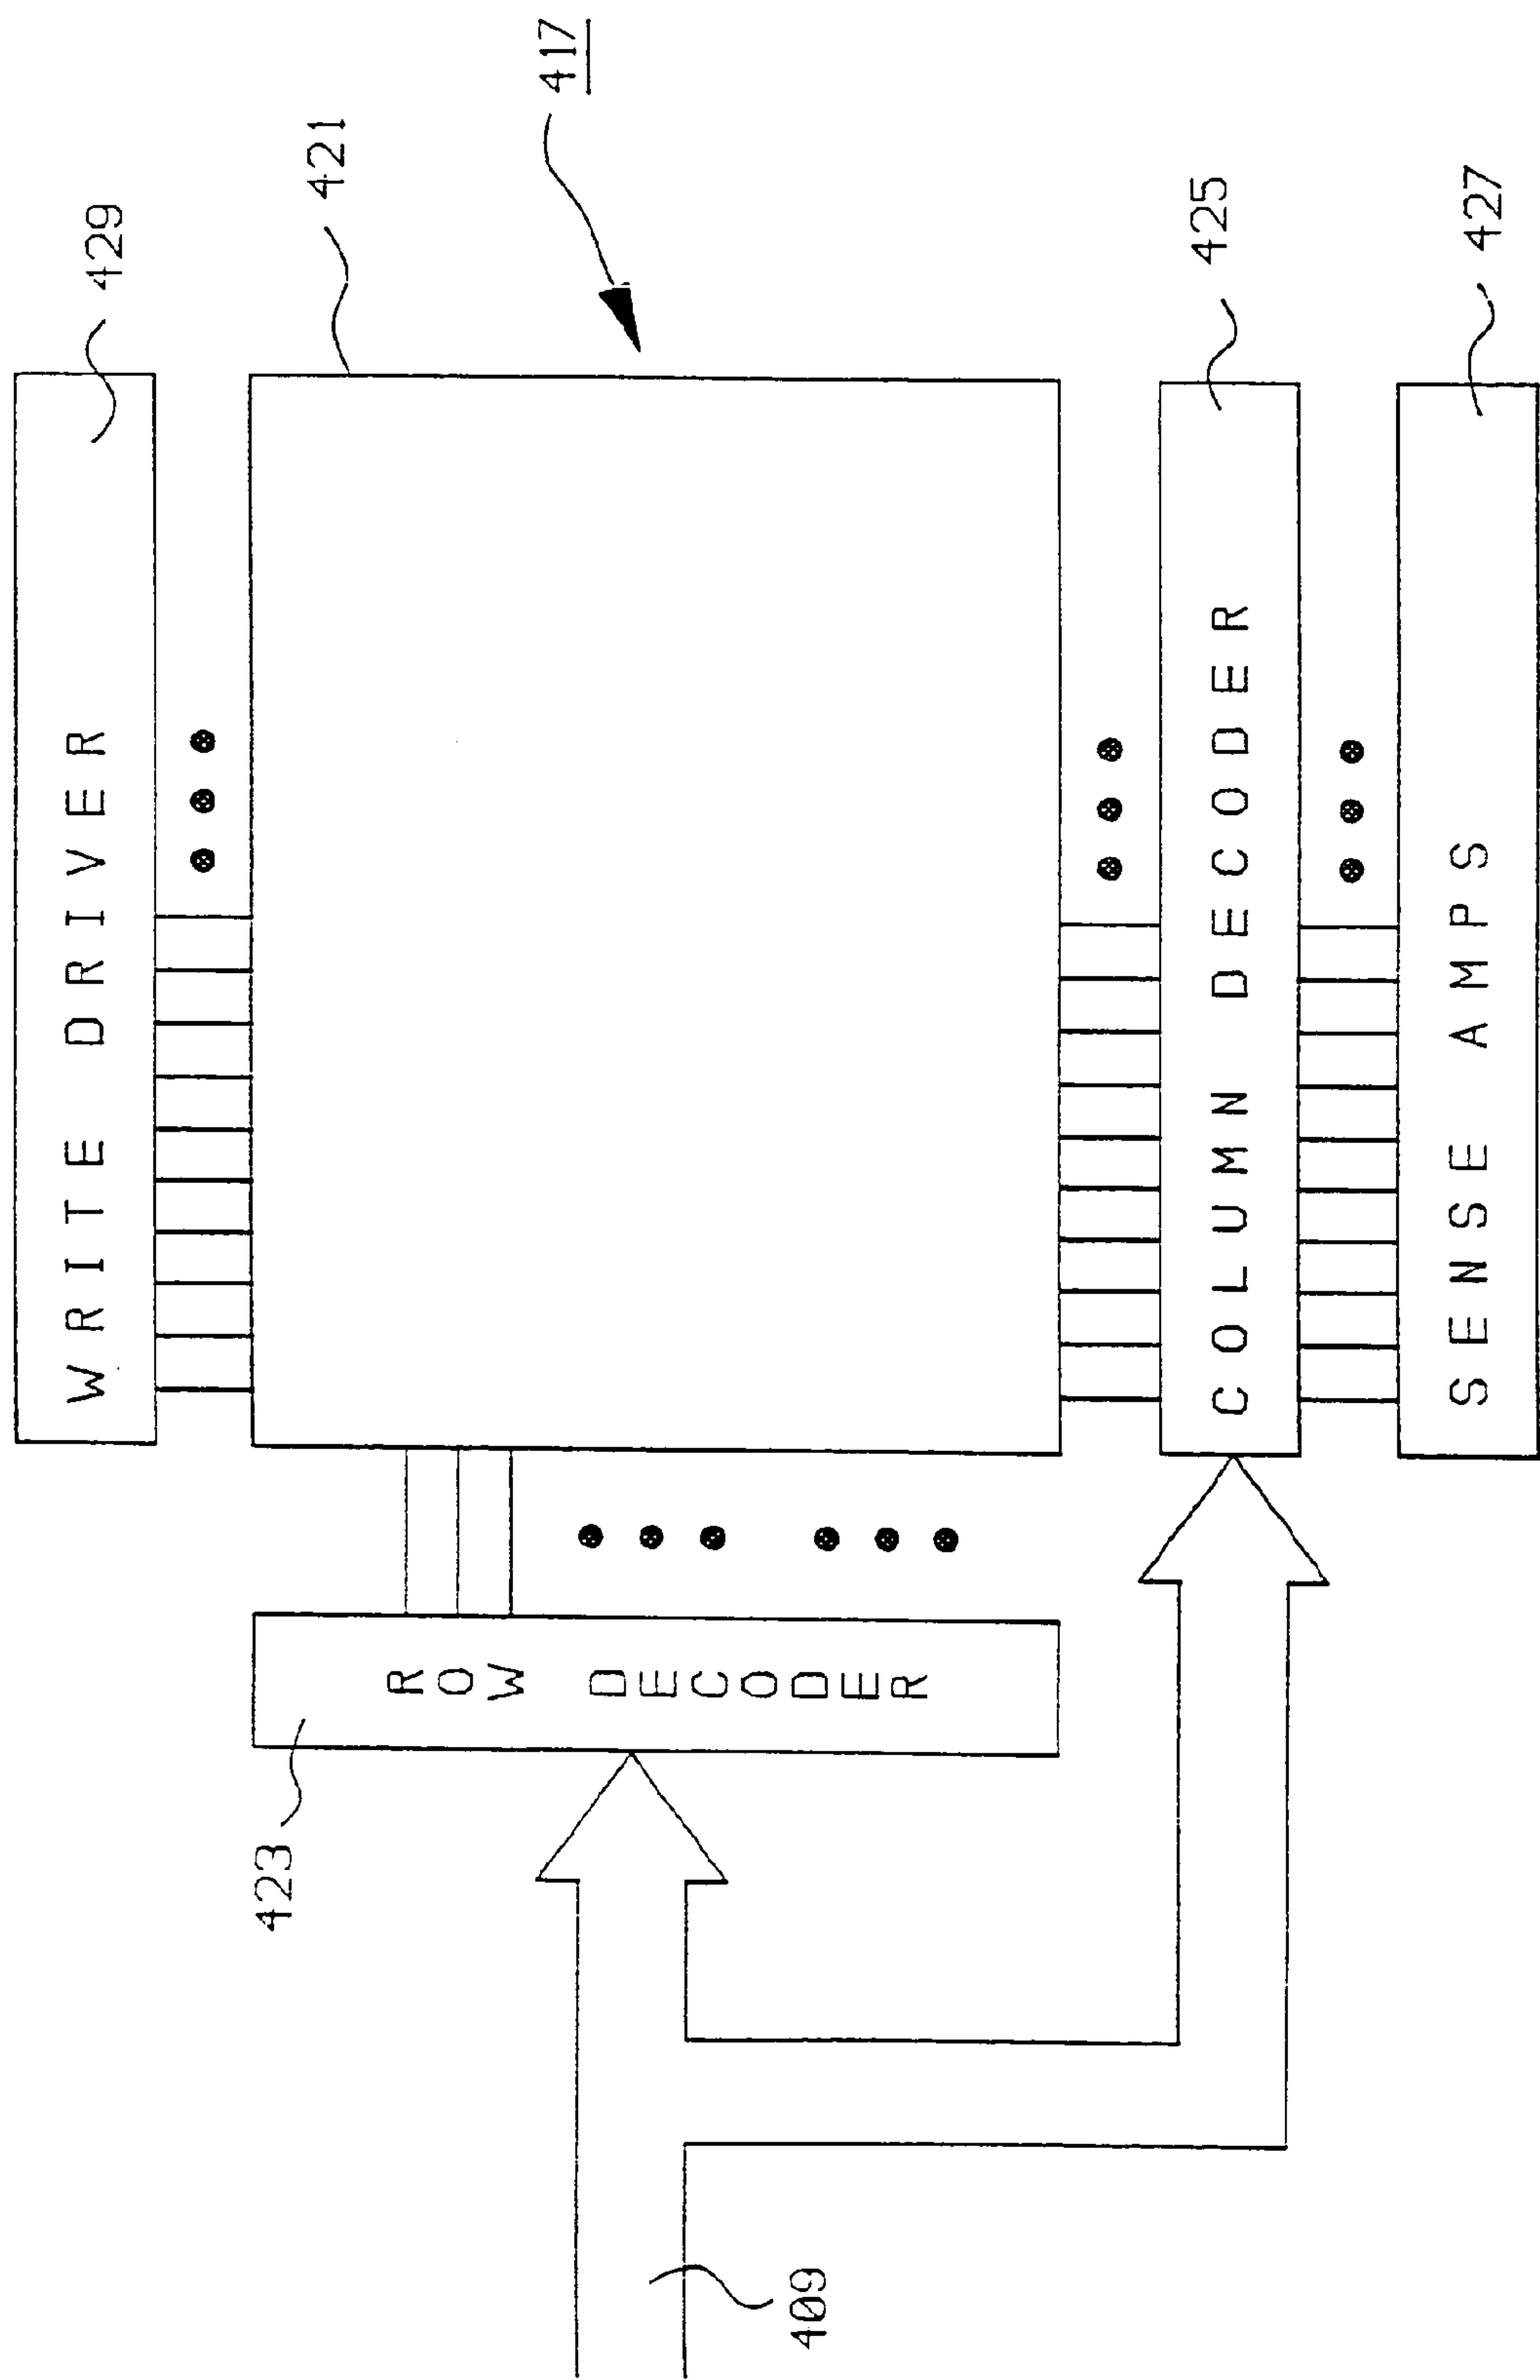 WRITE DRIVER
429
421
417
ROW DECODER
423
COLUMN DECODER
425
SENSE AMPS
427
409